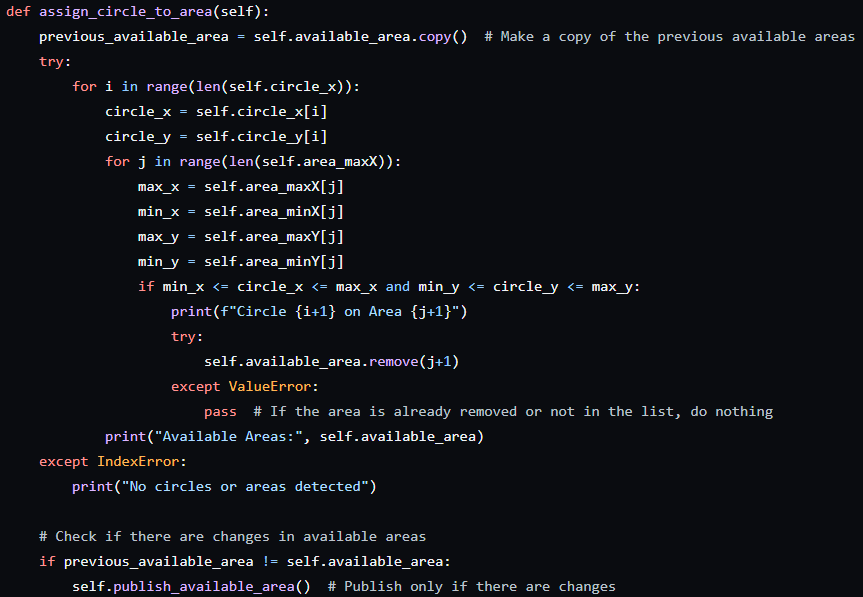 def assign_circle_to_area(self):
    previous_available_area = self.available_area.copy()  # Make a copy of the previous available areas
    try:
        for i in range(len(self.circle_x)):
            circle_x = self.circle_x[i]
            circle_y = self.circle_y[i]
            for j in range(len(self.area_maxX)):
                max_x = self.area_maxX[j]
                min_x = self.area_minX[j]
                max_y = self.area_maxY[j]
                min_y = self.area_minY[j]
                if min_x <= circle_x <= max_x and min_y <= circle_y <= max_y:
                    print(f"Circle {i+1} on Area {j+1}")
                    try:
                        self.available_area.remove(j+1)
                    except ValueError:
                        pass  # If the area is already removed or not in the list, do nothing
            print("Available Areas:", self.available_area)
    except IndexError:
        print("No circles or areas detected")

    # Check if there are changes in available areas
    if previous_available_area != self.available_area:
        self.publish_available_area()  # Publish only if there are changes